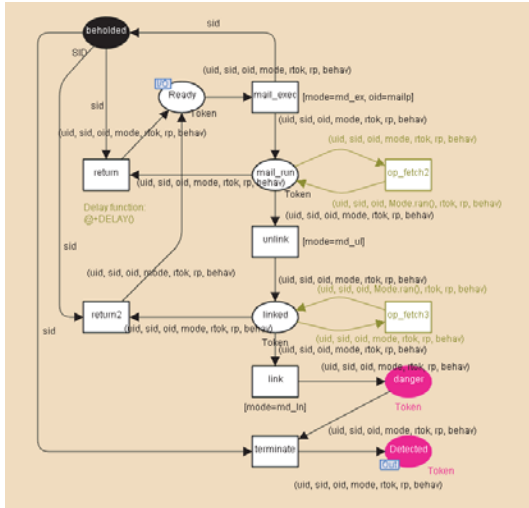 beholded
sid
SID
(uid, sid, oid, mode, rtok, rp, behav)
I/O
Ready
mail_exec
[mode=md_ex, oid=mailp]
sid
Token
(uid, sid, oid, mode, rtok, rp, behav)
(uid, sid, oid, mode, rtok, rp, behav)
(uid, sid, oid, mode, rtok, rp, behav)
return
(uid, sid, oid, mode, rtok, rp, behav)
mail_run
op_fetch2
Token
(uid, sid, oid, Mode.ran(), rtok, rp, behav)
Delay function:
@+DELAY()
(uid, sid, oid, mode, rtok, rp, behav)
unlink
[mode=md_ul]
sid
(uid, sid, oid, mode, rtok, rp, behav)
(uid, sid, oid, mode, rtok, rp, behav)
(uid, sid, oid, Mode.ran(), rtok, rp, behav)
return2
linked
op_fetch3
sid
(uid, sid, oid, mode, rtok, rp, behav)
Token
(uid, sid, oid, mode, rtok, rp, behav)
(uid, sid, oid, mode, rtok, rp, behav)
(uid, sid, oid, mode, rtok, rp, behav)
link
danger
[mode=md_ln]
Token
(uid, sid, oid, mode, rtok, rp, behav)
terminate
Detected
Out
Token
(uid, sid, oid, mode, rtok, rp, behav)